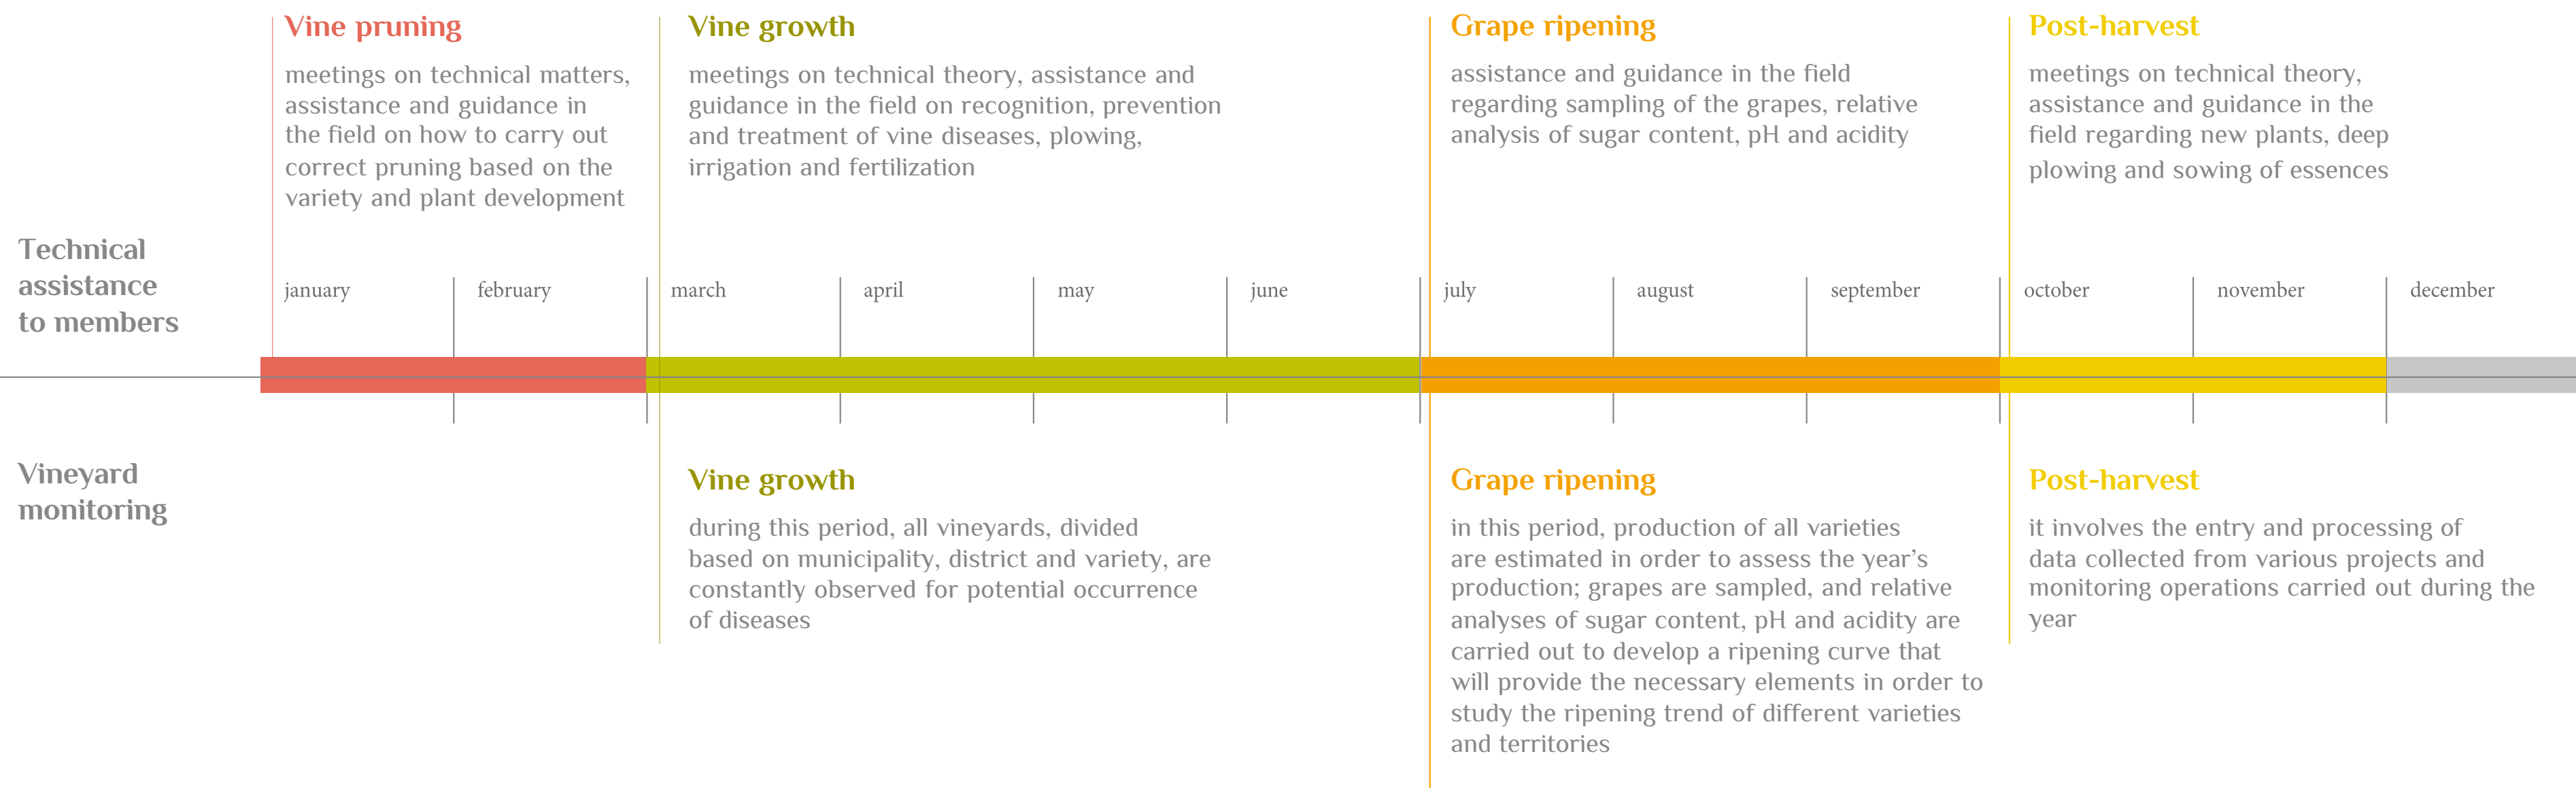 Vine pruning
meetings on technical matters,
assistance and guidance in
the field on how to carry out
correct pruning based on the
variety and plant development
Vine growth
meetings on technical theory, assistance and
guidance in the field on recognition, prevention
and treatment of vine diseases, plowing,
irrigation and fertilization
Grape ripening
assistance and guidance in the field
regarding sampling of the grapes, relative
analysis of sugar content, pH and acidity
Post-harvest
meetings on technical theory,
assistance and guidance in the
field regarding new plants, deep
plowing and sowing of essences
Technical
assistance
to members
january
february
march
april
may
june
july
august
september
october
november
december
Vineyard
monitoring
Vine growth
during this period, all vineyards, divided
based on municipality, district and variety, are
constantly observed for potential occurrence
of diseases
Grape ripening
in this period, production of all varieties
are estimated in order to assess the year’s
production; grapes are sampled, and relative
analyses of sugar content, pH and acidity are
carried out to develop a ripening curve that
will provide the necessary elements in order to
study the ripening trend of different varieties
and territories
Post-harvest
it involves the entry and processing of
data collected from various projects and
monitoring operations carried out during the
year